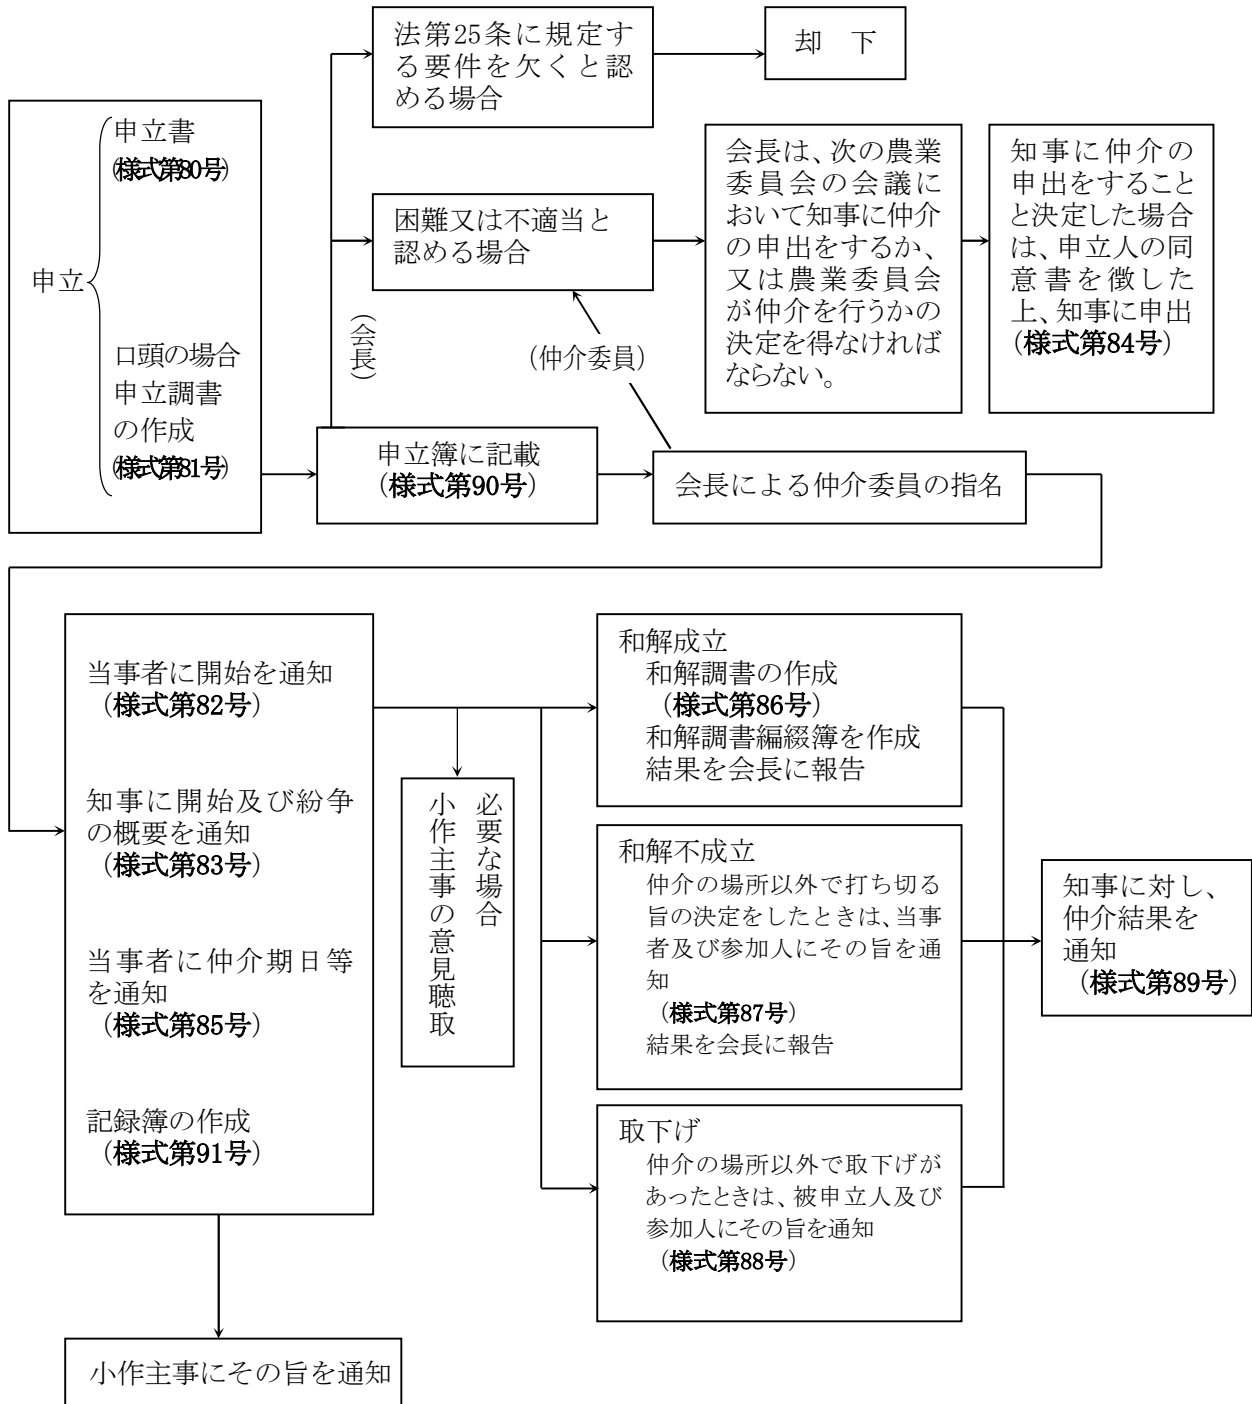 法第25条に規定す
る要件を欠くと認
める場合
却　下
申立
申立書
(様式第80号)
口頭の場合
申立調書
の作成
(様式第81号)
困難又は不適当と
認める場合
会長は、次の農業
委員会の会議に
おいて知事に仲介
の申出をするか、
又は農業委員会
が仲介を行うかの
決定を得なければ
ならない。
知事に仲介の
申出をすること
と決定した場合
は、申立人の同
意書を徴した
上、知事に申出
(様式第84号)
(会長)
(仲介委員)
申立簿に記載
(様式第90号)
会長による仲介委員の指名
当事者に開始を通知
(様式第82号)
知事に開始及び紛争
の概要を通知
(様式第83号)
当事者に仲介期日等
を通知
(様式第85号)
記録簿の作成
(様式第91号)
必要な場合
小作主事の意見聴取
和解成立
和解調書の作成
(様式第86号)
和解調書編綴簿を作成
結果を会長に報告
和解不成立
仲介の場所以外で打ち切る
旨の決定をしたときは、当事
者及び参加人にその旨を通
知
(様式第87号)
結果を会長に報告
取下げ
仲介の場所以外で取下げが
あったときは、被申立人及び
参加人にその旨を通知
(様式第88号)
知事に対し、
仲介結果を
通知
(様式第89号)
小作主事にその旨を通知